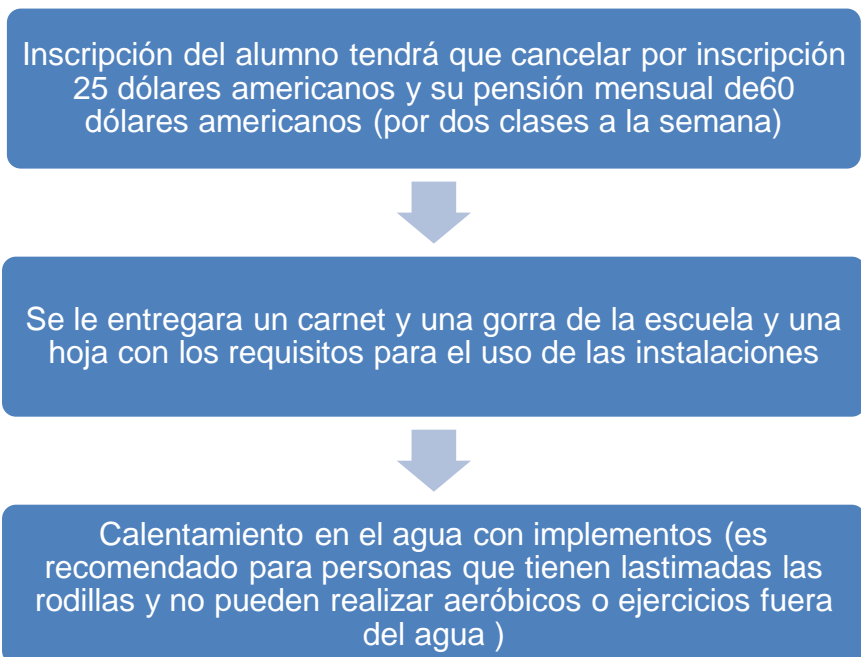 Inscripción del alumno tendrá que cancelar por inscripción
25 dólares americanos y su pensión mensual de60
dólares americanos (por dos clases a la semana)
Se le entregara un carnet y una gorra de la escuela y una
hoja con los requisitos para el uso de las instalaciones
Calentamiento en el agua con implementos (es
recomendado para personas que tienen lastimadas las
rodillas y no pueden realizar aeróbicos o ejercicios fuera
del agua )